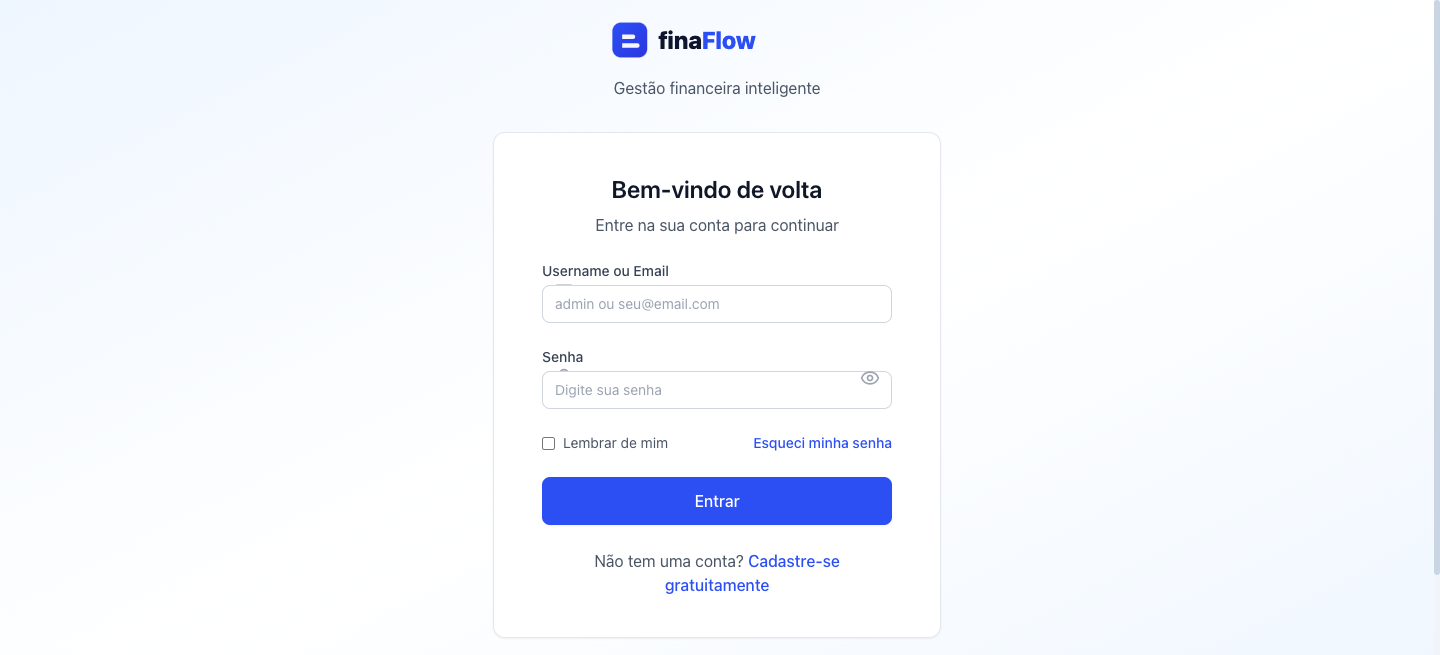 finaFlow
Gestão financeira inteligente
Bem-vindo de volta
Entre na sua conta para continuar
Username ou Email
admin ou seu@email.com
Senha
Digite sua senha
Lembrar de mim
Esqueci minha senha
Entrar
Não tem uma conta? Cadastre-se
gratuitamente